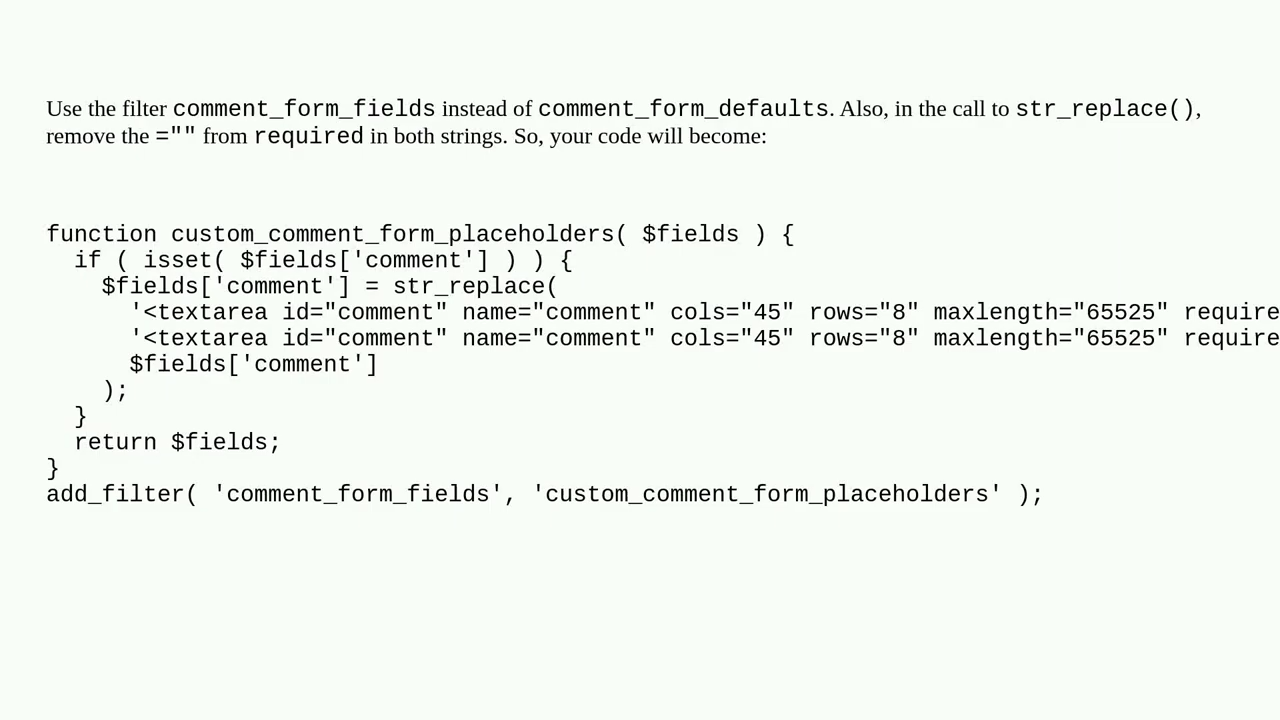 Use the filter comment_form_fields instead of comment_form_defaults. Also, in the call to str_replace(),
remove the ="" from required in both strings. So, your code will become:
function custom_comment_form_placeholders( $fields ) {
  if ( isset( $fields['comment'] ) ) {
    $fields['comment'] = str_replace(
      '<textarea id="comment" name="comment" cols="45" rows="8" maxlength="65525" require
      '<textarea id="comment" name="comment" cols="45" rows="8" maxlength="65525" require
      $fields['comment']
    );
  }
  return $fields;
}
add_filter( 'comment_form_fields', 'custom_comment_form_placeholders' );